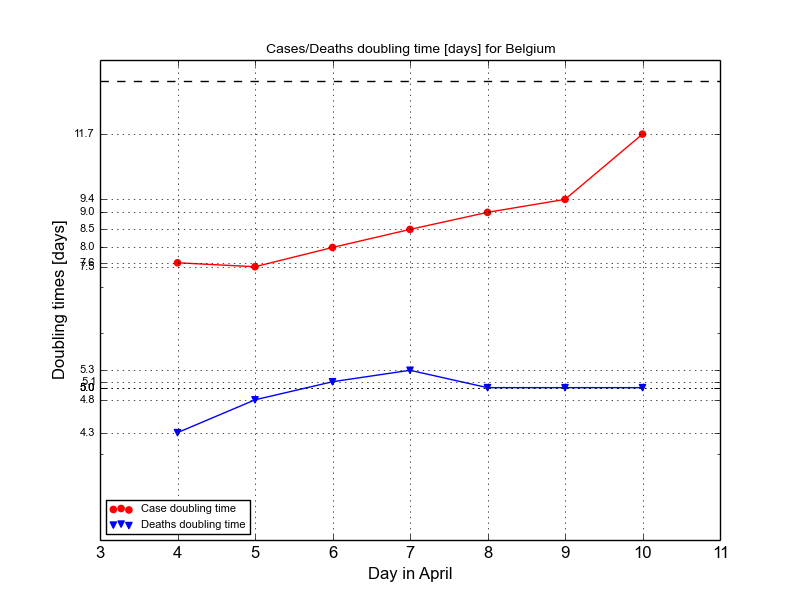 Cases/Deaths doubling time [days] for Belgium
Doubling times [days]
11.7
9.4
9.0
8.5
8.0
7.6
7.5
5.3
5.1
5.0
4.8
4.3
Case doubling time
Deaths doubling time
3 4 5 6 7 8 9 10 11
Day in April